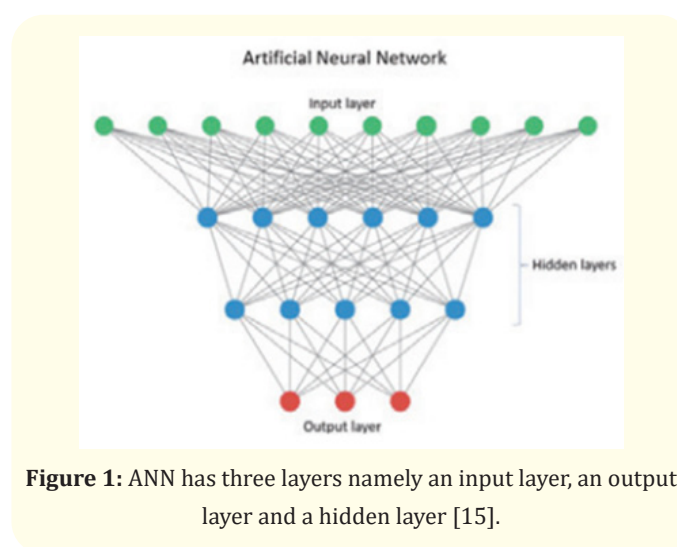 Artificial Neural Network
Input layer
Hidden layers
Output layer
Figure 1: ANN has three layers namely an input layer, an output
layer and a hidden layer [15].